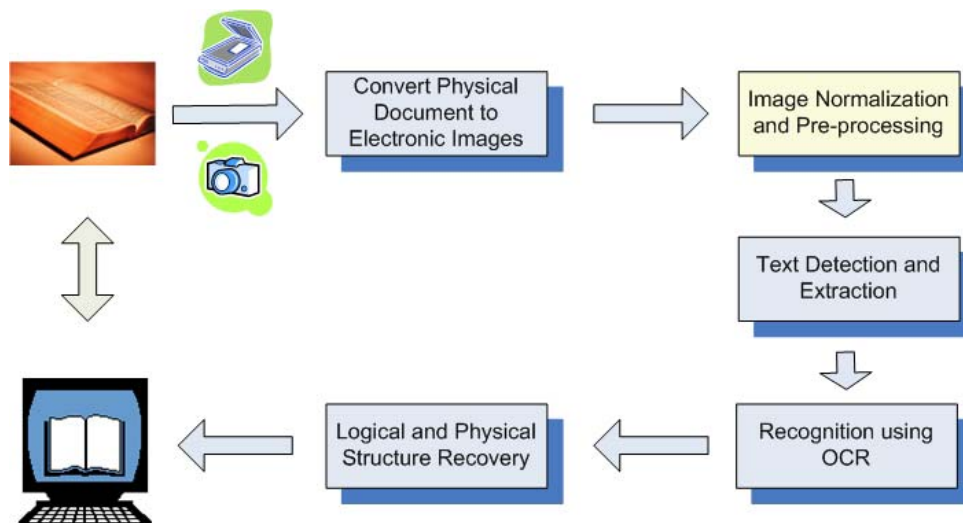 Convert Physical
Document to
Electronic Images
Image Normalization
and Pre-processing
Text Detection and
Extraction
Recognition using
OCR
Logical and Physical
Structure Recovery